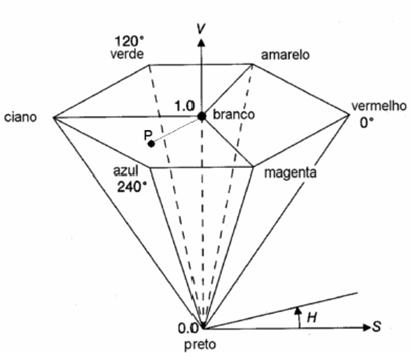 V
120°
verde
amarelo
ciano
1.0
branco
vermelho
0°
P
azul
240°
magenta
0.0
H
S
preto